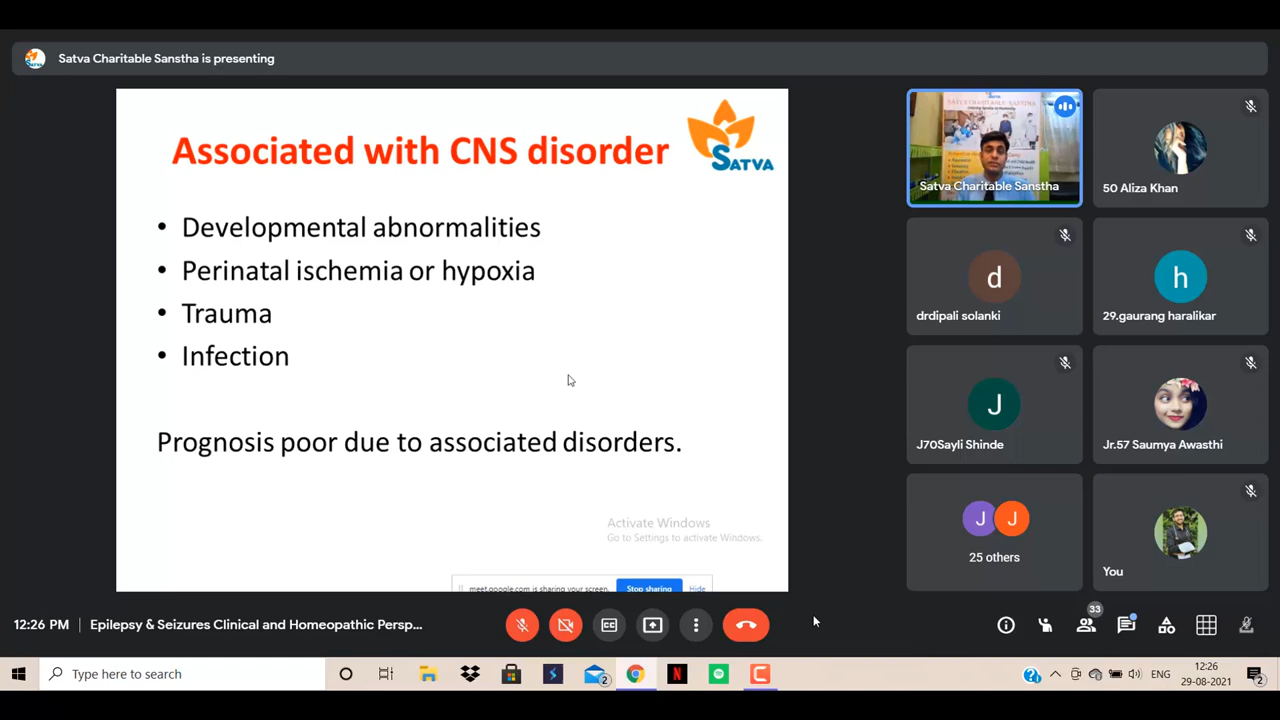 Satva Charitable Sanstha is presenting
Associated with CNS disorder
SATVA
• Developmental abnormalities
• Perinatal ischemia or hypoxia
• Trauma
• Infection
Prognosis poor due to associated disorders.
Activate Windows
Go to Settings to activate Windows.
meet.google.com is sharing your screen.
Stop sharing
Hide
Satva Charitable Sanstha
50 Aliza Khan
d
drdipali solanki
h
29.gaurang haralikar
J
J70Sayli Shinde
Jr.57 Saumya Awasthi
J J
25 others
You
12:26 PM
Epilepsy & Seizures Clinical and Homeopathic Persp...
33
Type here to search
2
ENG
12:26
29-08-2021
2